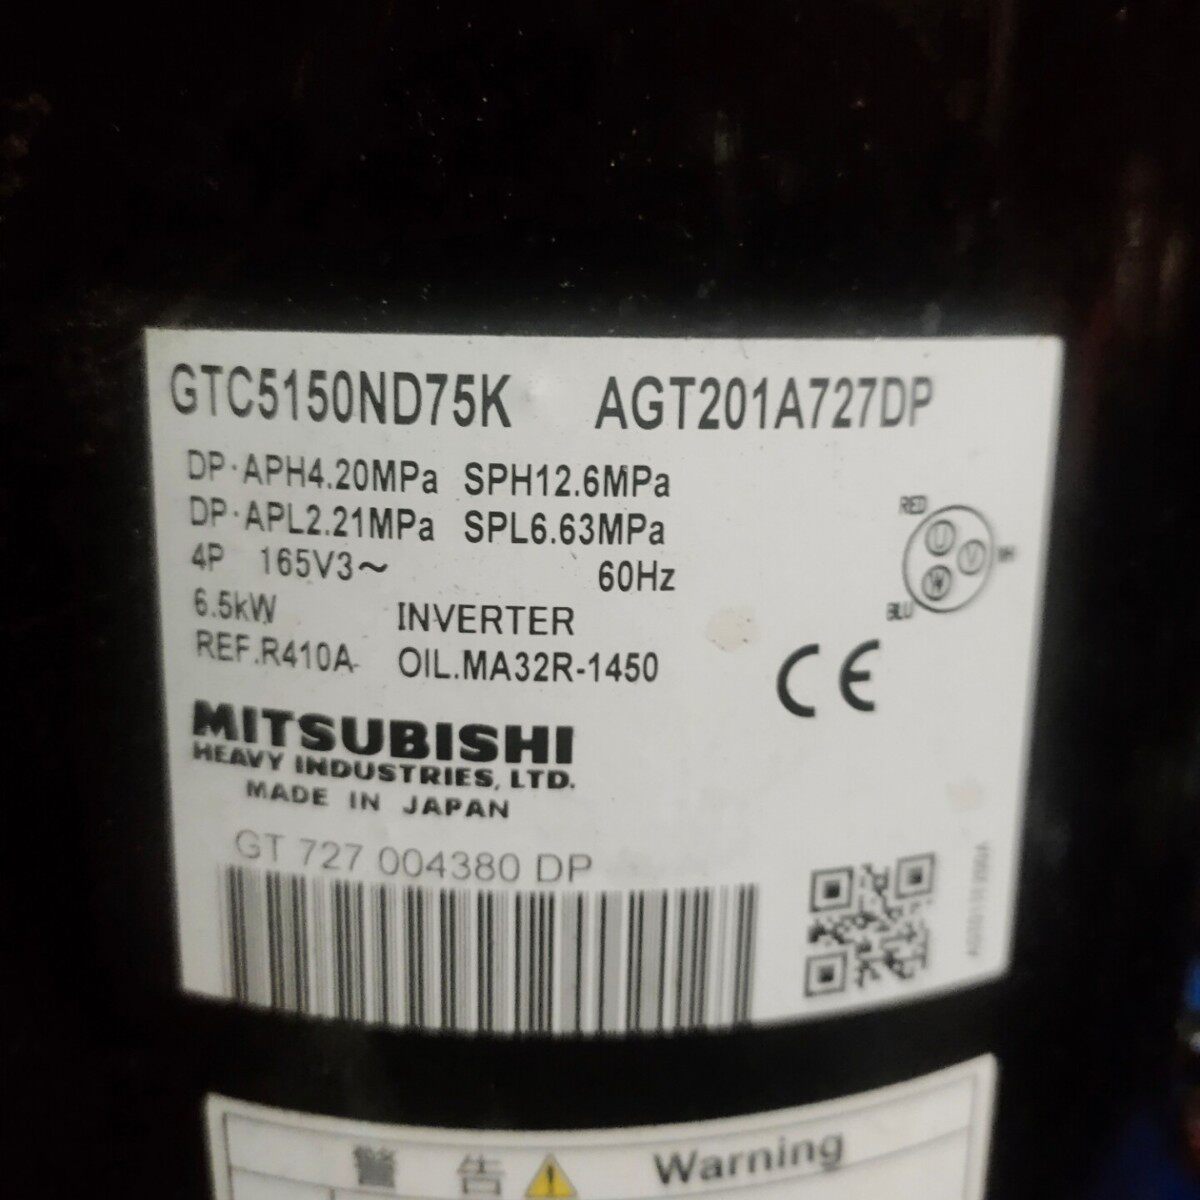 GTC5150ND75K AGT201A727DP
DP·APH4.20MPa SPH12.6MPa
DP·APL2.21MPa SPL6.63MPa
4P 165V3~ 60Hz
6.5kW INVERTER
REF.R410A OIL.MA32R-1450
RED
U
V
W
BLU
CE
MITSUBISHI
HEAVY INDUSTRIES, LTD.
MADE IN JAPAN
GT 727 004380 DP
警告 Warning